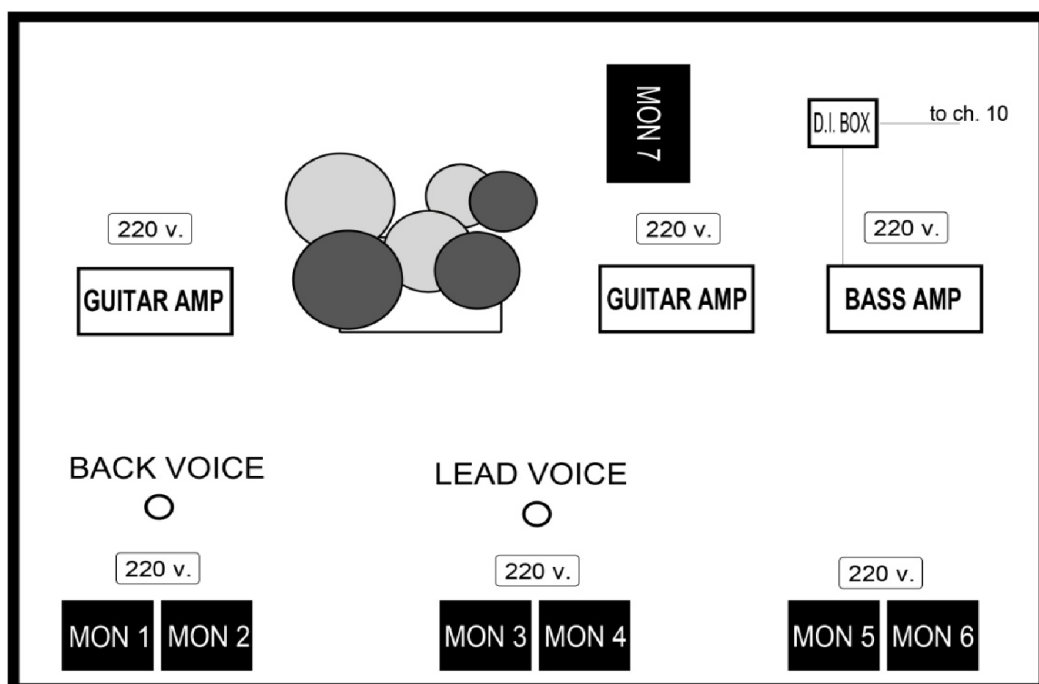 MON 7
D.I. BOX
to ch. 10
220 v.
220 v.
220 v.
GUITAR AMP
GUITAR AMP
BASS AMP
BACK VOICE
LEAD VOICE
220 v.
220 v.
220 v.
MON 1
MON 2
MON 3
MON 4
MON 5
MON 6